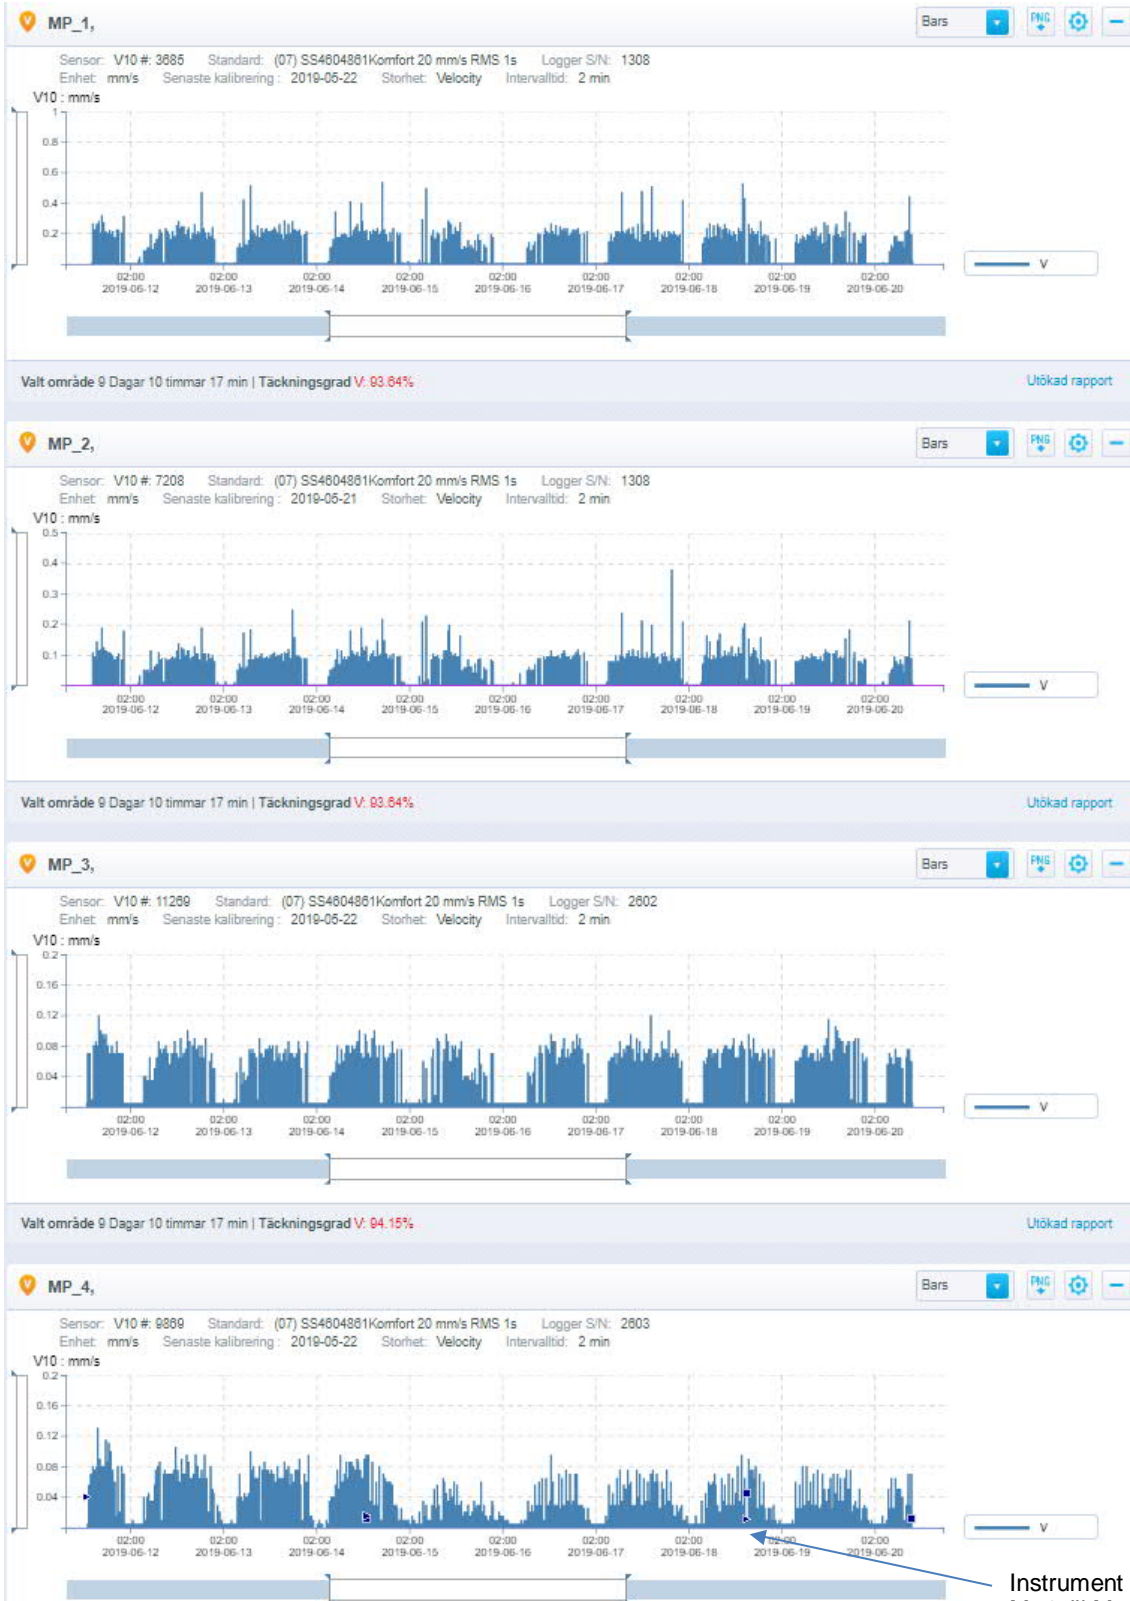 MP_1,
Bars
PNG
Sensor: V10 #: 3685 Standard: (07) SS4604861Komfort 20 mm/s RMS 1s Logger S/N: 1308
Enhet: mm/s Senaste kalibrering : 2019-05-22 Storhet: Velocity Intervalltid: 2 min
V10 : mm/s
1
0.8
0.6
0.4
0.2
02:00 02:00 02:00 02:00 02:00 02:00 02:00 02:00 02:00
2019-06-12 2019-06-13 2019-06-14 2019-06-15 2019-06-16 2019-06-17 2019-06-18 2019-06-19 2019-06-20
V
Valt område 9 Dagar 10 timmar 17 min | Täckningsgrad V: 93.64%
Utökad rapport
MP_2,
Bars
PNG
Sensor: V10 #: 7208 Standard: (07) SS4604861Komfort 20 mm/s RMS 1s Logger S/N: 1308
Enhet: mm/s Senaste kalibrering : 2019-05-21 Storhet: Velocity Intervalltid: 2 min
V10 : mm/s
0.5
0.4
0.3
0.2
0.1
02:00 02:00 02:00 02:00 02:00 02:00 02:00 02:00 02:00
2019-06-12 2019-06-13 2019-06-14 2019-06-15 2019-06-16 2019-06-17 2019-06-18 2019-06-19 2019-06-20
V
Valt område 9 Dagar 10 timmar 17 min | Täckningsgrad V: 93.64%
Utökad rapport
MP_3,
Bars
PNG
Sensor: V10 #: 11269 Standard: (07) SS4604861Komfort 20 mm/s RMS 1s Logger S/N: 2602
Enhet: mm/s Senaste kalibrering : 2019-05-22 Storhet: Velocity Intervalltid: 2 min
V10 : mm/s
0.2
0.16
0.12
0.08
0.04
02:00 02:00 02:00 02:00 02:00 02:00 02:00 02:00 02:00
2019-06-12 2019-06-13 2019-06-14 2019-06-15 2019-06-16 2019-06-17 2019-06-18 2019-06-19 2019-06-20
V
Valt område 9 Dagar 10 timmar 17 min | Täckningsgrad V: 94.15%
Utökad rapport
MP_4,
Bars
PNG
Sensor: V10 #: 9869 Standard: (07) SS4604861Komfort 20 mm/s RMS 1s Logger S/N: 2603
Enhet: mm/s Senaste kalibrering : 2019-05-22 Storhet: Velocity Intervalltid: 2 min
V10 : mm/s
0.2
0.16
0.12
0.08
0.04
02:00 02:00 02:00 02:00 02:00 02:00 02:00 02:00 02:00
2019-06-12 2019-06-13 2019-06-14 2019-06-15 2019-06-16 2019-06-17 2019-06-18 2019-06-19 2019-06-20
V
Instrument